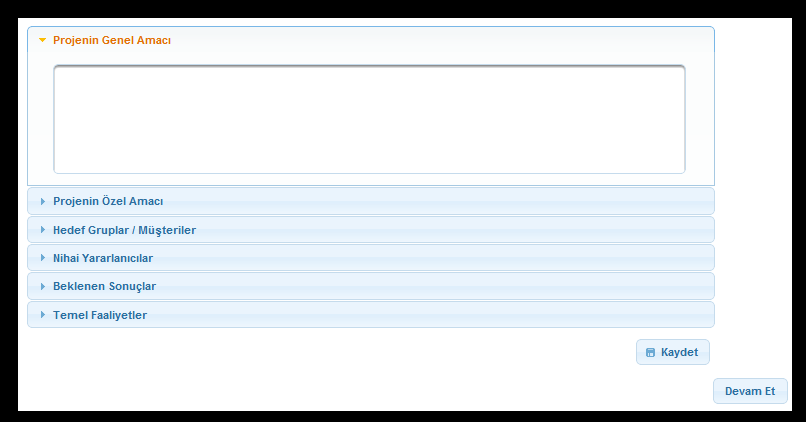 Projenin Genel Amacı
Projenin Özel Amacı
Hedef Gruplar / Müşteriler
Nihai Yararlanıcılar
Beklenen Sonuçlar
Temel Faaliyetler
Kaydet
Devam Et